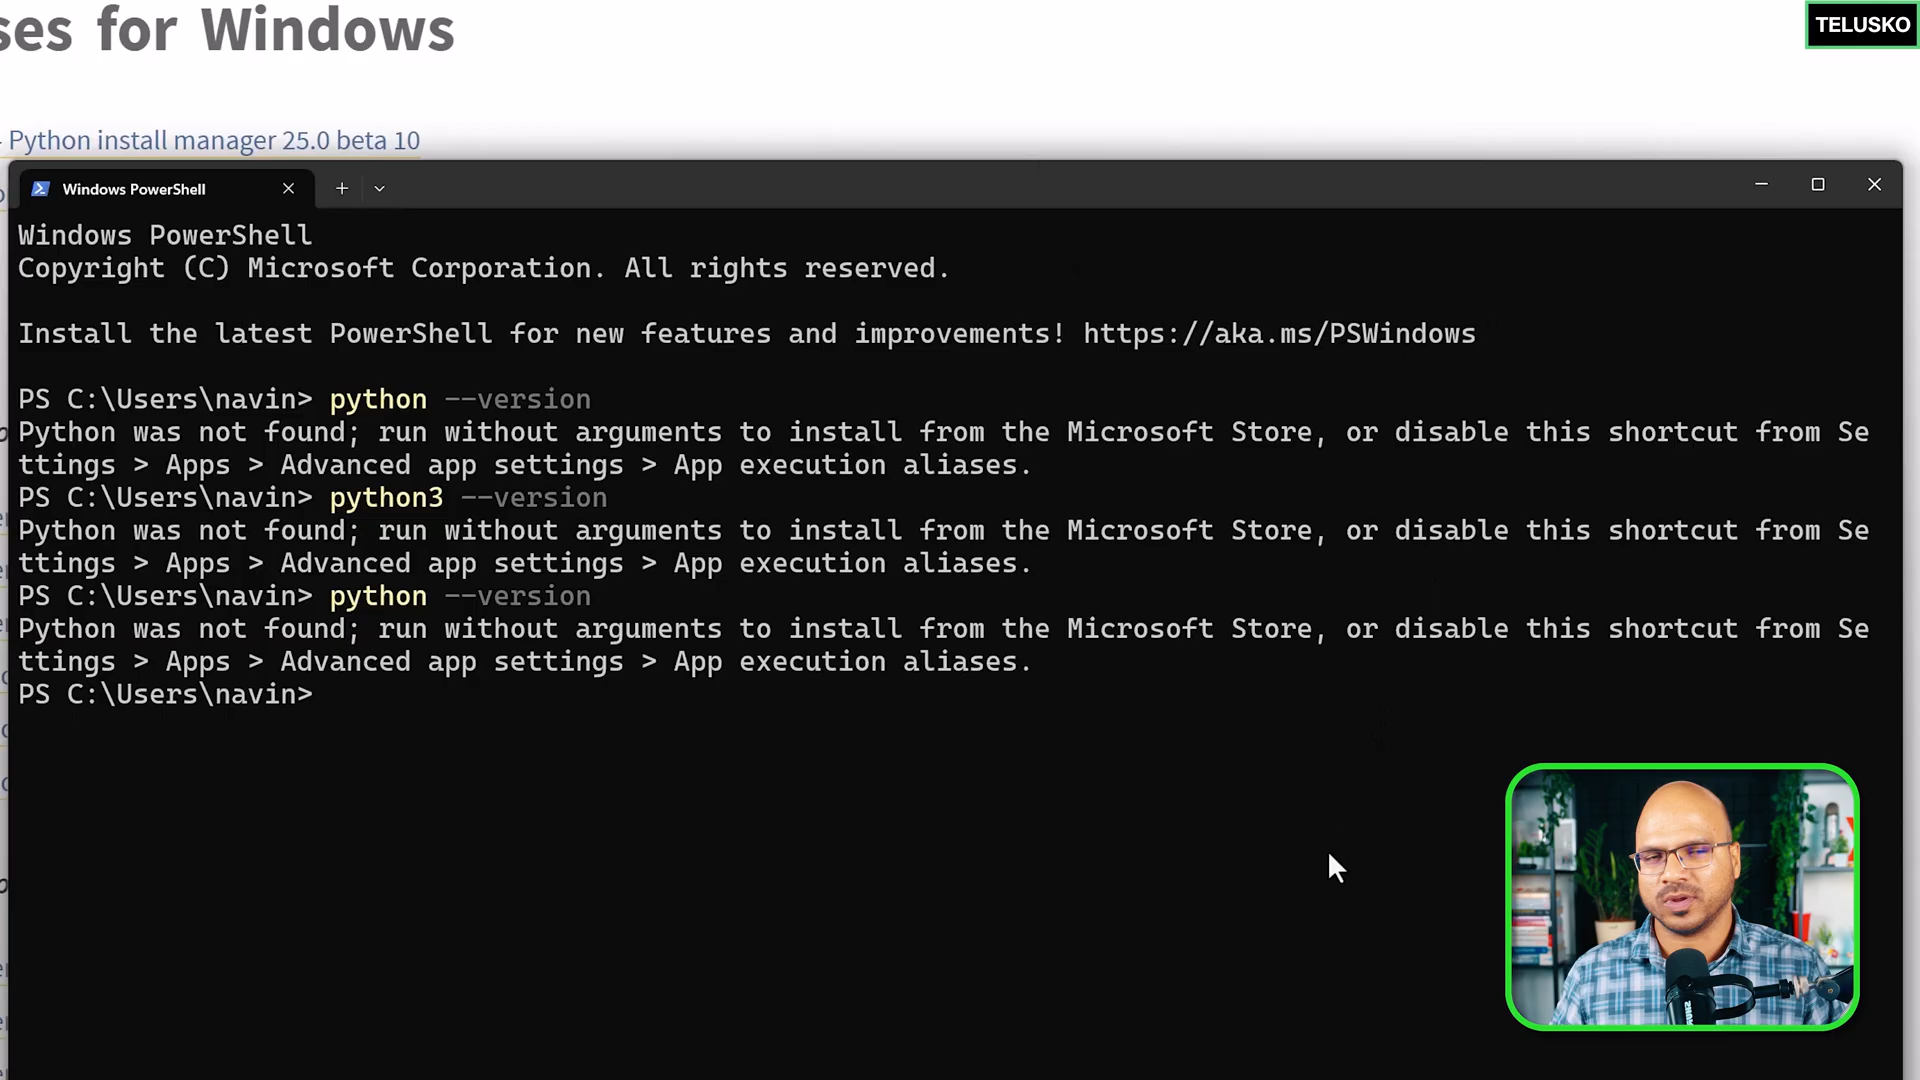 ses for Windows
TELUSKO
Python install manager 25.0 beta 10
Windows PowerShell
Windows PowerShell
Copyright (C) Microsoft Corporation. All rights reserved.
Install the latest PowerShell for new features and improvements! https://aka.ms/PSWindows
PS C:\Users\navin> python --version
Python was not found; run without arguments to install from the Microsoft Store, or disable this shortcut from Se
ttings > Apps > Advanced app settings > App execution aliases.
PS C:\Users\navin> python3 --version
Python was not found; run without arguments to install from the Microsoft Store, or disable this shortcut from Se
ttings > Apps > Advanced app settings > App execution aliases.
PS C:\Users\navin> python --version
Python was not found; run without arguments to install from the Microsoft Store, or disable this shortcut from Se
ttings > Apps > Advanced app settings > App execution aliases.
PS C:\Users\navin>